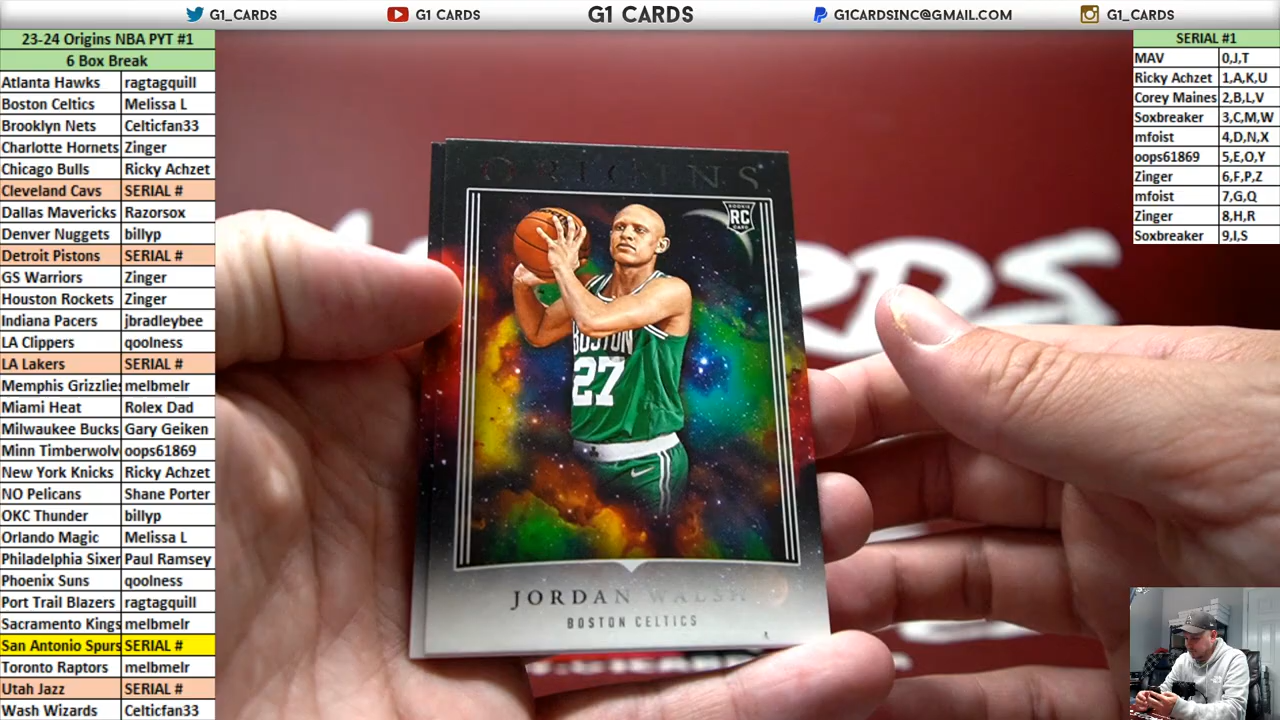 G1_CARDS
G1 CARDS
G1 CARDS
G1CARDSINC@GMAIL.COM
G1_CARDS
23-24 Origins NBA PYT #1
6 Box Break
Atlanta Hawks ragtagquill
Boston Celtics Melissa L
Brooklyn Nets Celticfan33
Charlotte Hornets Zinger
Chicago Bulls Ricky Achzet
Cleveland Cavs SERIAL #
Dallas Mavericks Razorsox
Denver Nuggets billyp
Detroit Pistons SERIAL #
GS Warriors Zinger
Houston Rockets Zinger
Indiana Pacers jbradleybee
LA Clippers qoolness
LA Lakers SERIAL #
Memphis Grizzlies melbmelr
Miami Heat Rolex Dad
Milwaukee Bucks Gary Geiken
Minn Timberwolv oops61869
New York Knicks Ricky Achzet
NO Pelicans Shane Porter
OKC Thunder billyp
Orlando Magic Melissa L
Philadelphia Sixer Paul Ramsey
Phoenix Suns qoolness
Port Trail Blazers ragtagquill
Sacramento Kings melbmelr
San Antonio Spurs SERIAL #
Toronto Raptors melbmelr
Utah Jazz SERIAL #
Wash Wizards Celticfan33
ORIGINS
ROOKIE
RC
CARD
BOSTON
27
JORDAN WALSH
BOSTON CELTICS
SERIAL #1
MAV 0,J,T
Ricky Achzet 1,A,K,U
Corey Maines 2,B,L,V
Soxbreaker 3,C,M,W
mfoist 4,D,N,X
oops61869 5,E,O,Y
Zinger 6,F,P,Z
mfoist 7,G,Q
Zinger 8,H,R
Soxbreaker 9,I,S